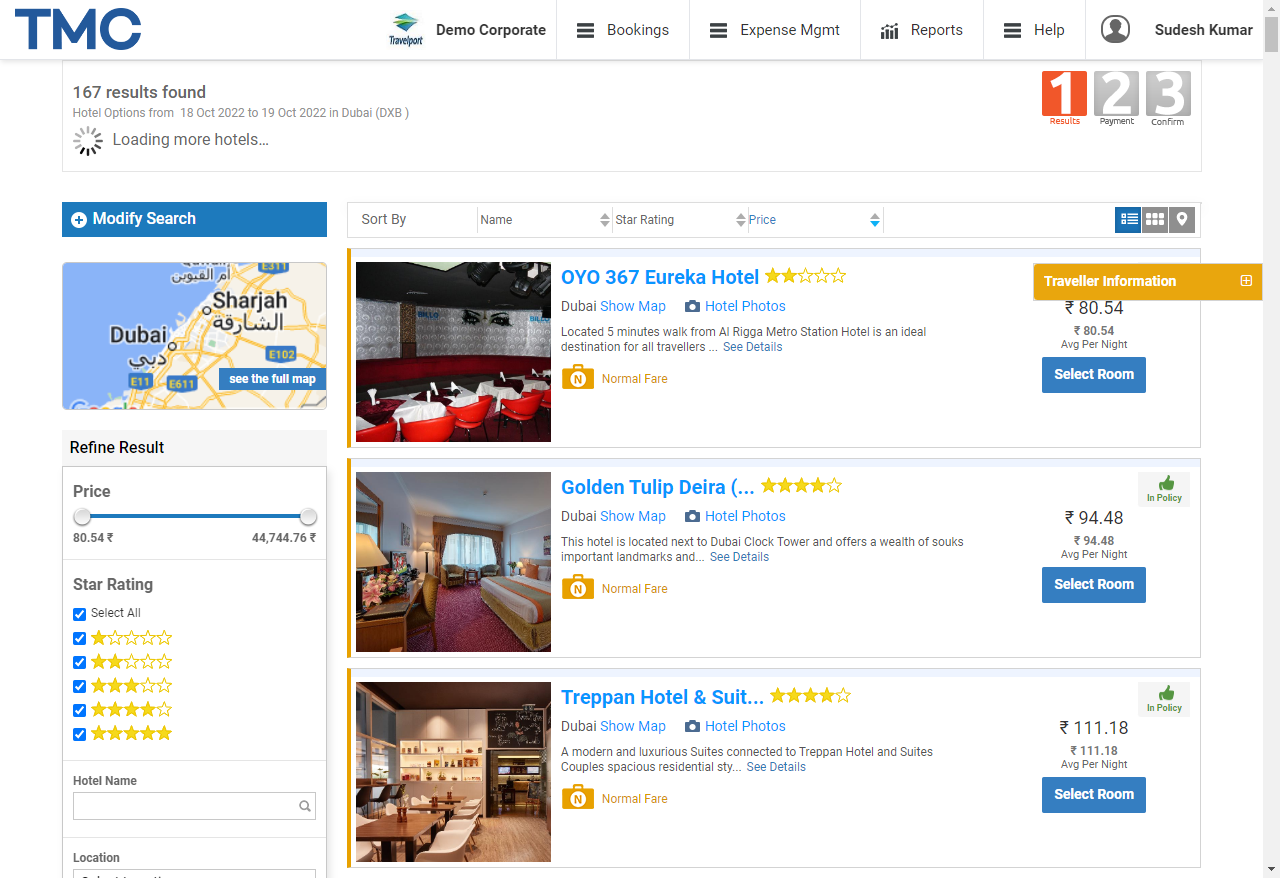 TMC
Travelport
Demo Corporate
Bookings
Expense Mgmt
Reports
Help
Sudesh Kumar
167 results found
Hotel Options from 18 Oct 2022 to 19 Oct 2022 in Dubai (DXB )
Loading more hotels...
1 2 3
Results Payment Confirm
Modify Search
Sort By Name Star Rating Price
E311
أم القيوين
Sharjah
الشارقة
Dubai
دبي
E102
E11 E611
see the full map
Google
Refine Result
Price
80.54 ₹ 44,744.76 ₹
Star Rating
Select All
Hotel Name
Location
Traveller Information
OYO 367 Eureka Hotel
Dubai Show Map Hotel Photos
Located 5 minutes walk from Al Rigga Metro Station Hotel is an ideal
destination for all travellers ... See Details
N Normal Fare
₹ 80.54
₹ 80.54
Avg Per Night
Select Room
Golden Tulip Deira (...
Dubai Show Map Hotel Photos
This hotel is located next to Dubai Clock Tower and offers a wealth of souks
important landmarks and... See Details
N Normal Fare
In Policy
₹ 94.48
₹ 94.48
Avg Per Night
Select Room
Treppan Hotel & Suit...
Dubai Show Map Hotel Photos
A modern and luxurious Suites connected to Treppan Hotel and Suites
Couples spacious residential sty... See Details
N Normal Fare
In Policy
₹ 111.18
₹ 111.18
Avg Per Night
Select Room